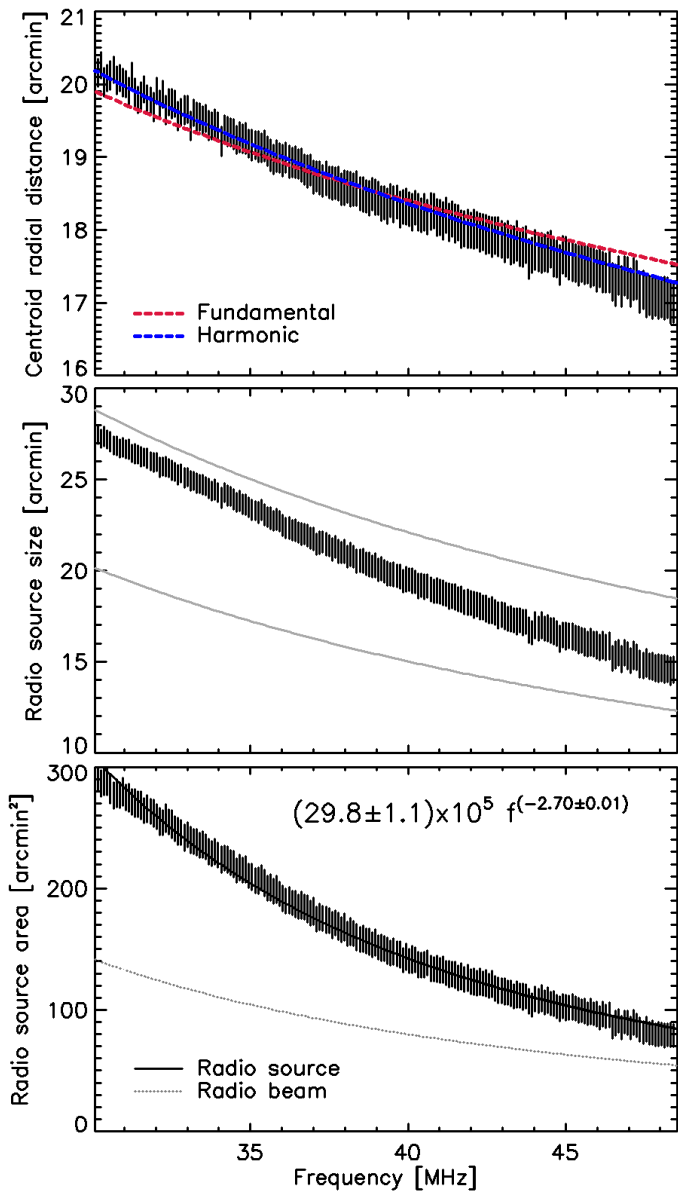 21
20
19
18
17
16
Centroid radial distance [arcmin]
Fundamental
Harmonic
30
25
20
15
10
Radio source size [arcmin]
300
200
100
0
Radio source area [arcmin²]
(29.8±1.1)x10⁵ f⁽⁻²·⁷⁰±⁰·⁰¹⁾
Radio source
Radio beam
35 40 45
Frequency [MHz]